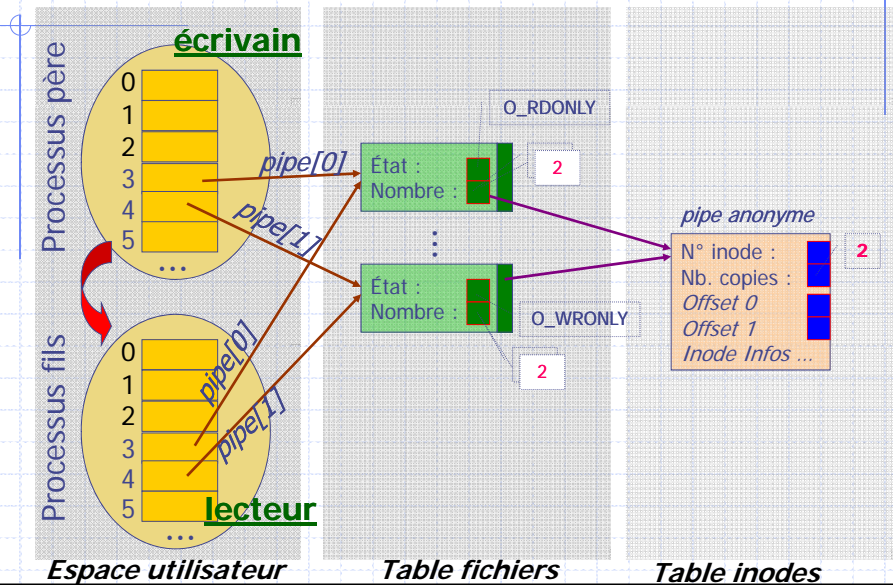 écrivain
Processus père
0
1
2
3
4
5
...
pipe[0]
pipe[1]
Processus fils
0
1
2
3
4
5
...
pipe[0]
pipe[1]
lecteur
O_RDONLY
État :
Nombre :
2
⋮
État :
Nombre :
O_WRONLY
2
pipe anonyme
N° inode :
Nb. copies :
2
Offset 0
Offset 1
Inode Infos ...
Espace utilisateur
Table fichiers
Table inodes